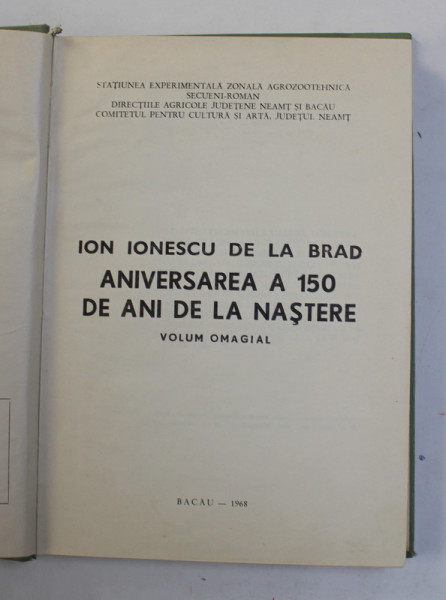 STAȚIUNEA EXPERIMENTALĂ ZONALĂ AGROZOOTEHNICĂ
SECUENI-ROMAN
DIRECȚIILE AGRICOLE JUDEȚENE NEAMȚ ȘI BACĂU
COMITETUL PENTRU CULTURĂ ȘI ARTĂ, JUDEȚUL NEAMȚ
ION IONESCU DE LA BRAD
ANIVERSAREA A 150
DE ANI DE LA NAȘTERE
VOLUM OMAGIAL
BACĂU — 1968